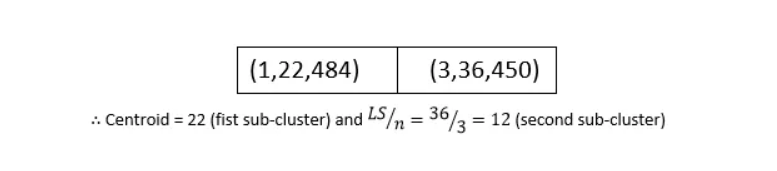 (1,22,484) (3,36,450)
∴ Centroid = 22 (fist sub-cluster) and LS/n = 36/3 = 12 (second sub-cluster)